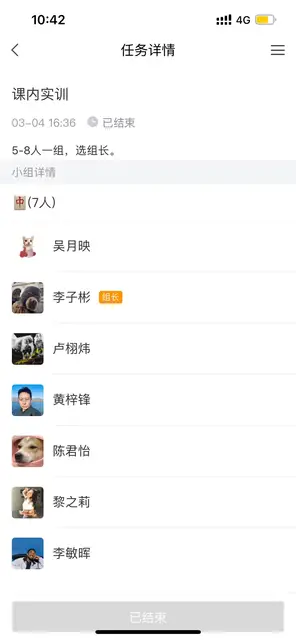 10:42
4G
任务详情
课内实训
03-04 16:36 已结束
5-8人一组，选组长。
小组详情
🀄(7人)
吴月映
李子彬 组长
卢栩炜
黄梓锋
陈君怡
黎之莉
李敏晖
已结束